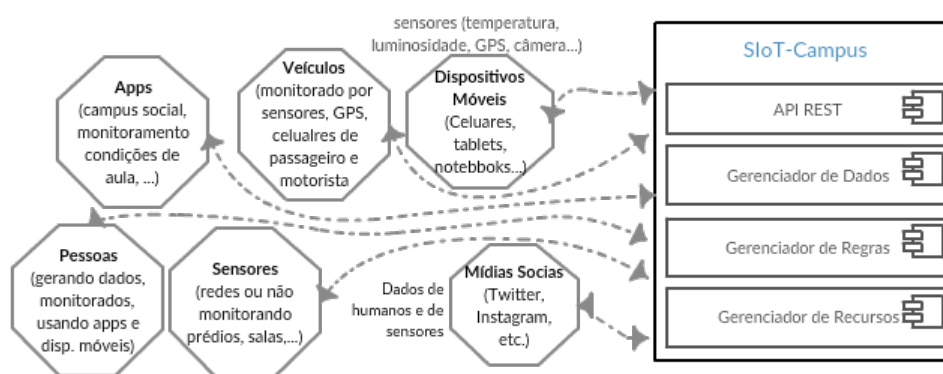 sensores (temperatura,
luminosidade, GPS, câmera...)
Apps
(campus social,
monitoramento
condições de
aula, ...)
Veículos
(monitorado por
sensores, GPS,
celualres de
passageiro e
motorista
Dispositivos
Móveis
(Celuares,
tablets,
notebboks...)
Pessoas
(gerando dados,
monitorados,
usando apps e
disp. móveis)
Sensores
(redes ou não
monitorando
prédios, salas,...)
Dados de
humanos e de
sensores
Mídias Socias
(Twitter,
Instagram,
etc.)
SIoT-Campus
API REST
Gerenciador de Dados
Gerenciador de Regras
Gerenciador de Recursos